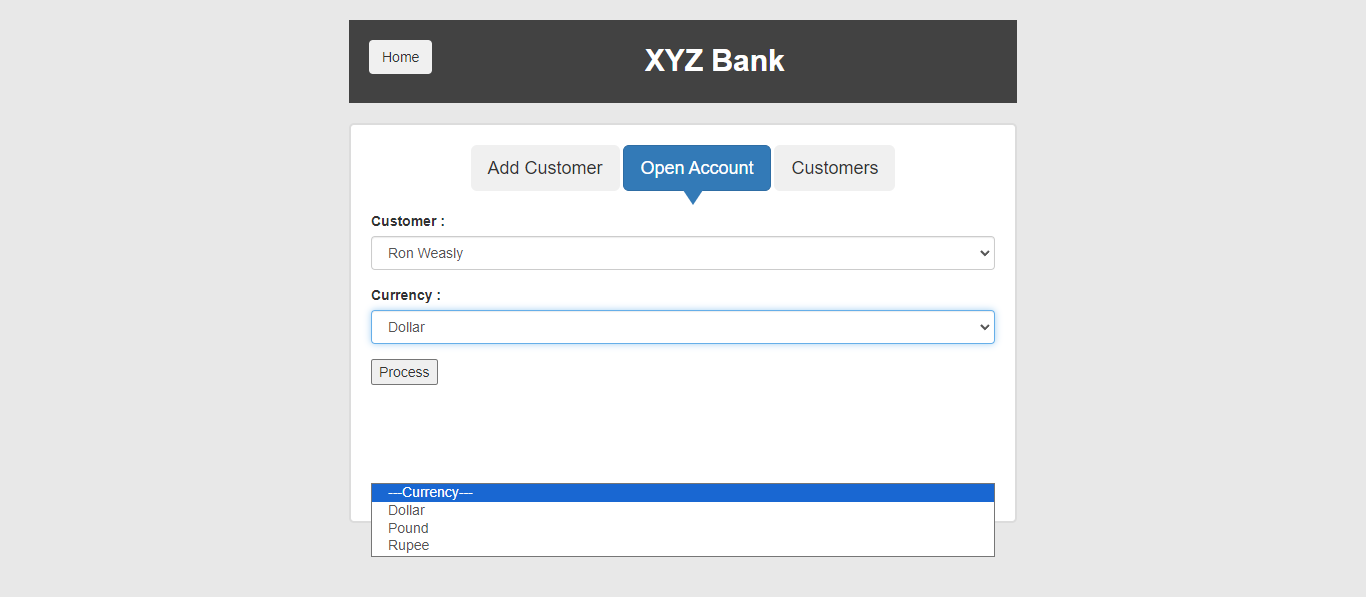 Home
XYZ Bank
Add Customer
Open Account
Customers
Customer :
Ron Weasly
Currency :
Dollar
Process
---Currency---
Dollar
Pound
Rupee